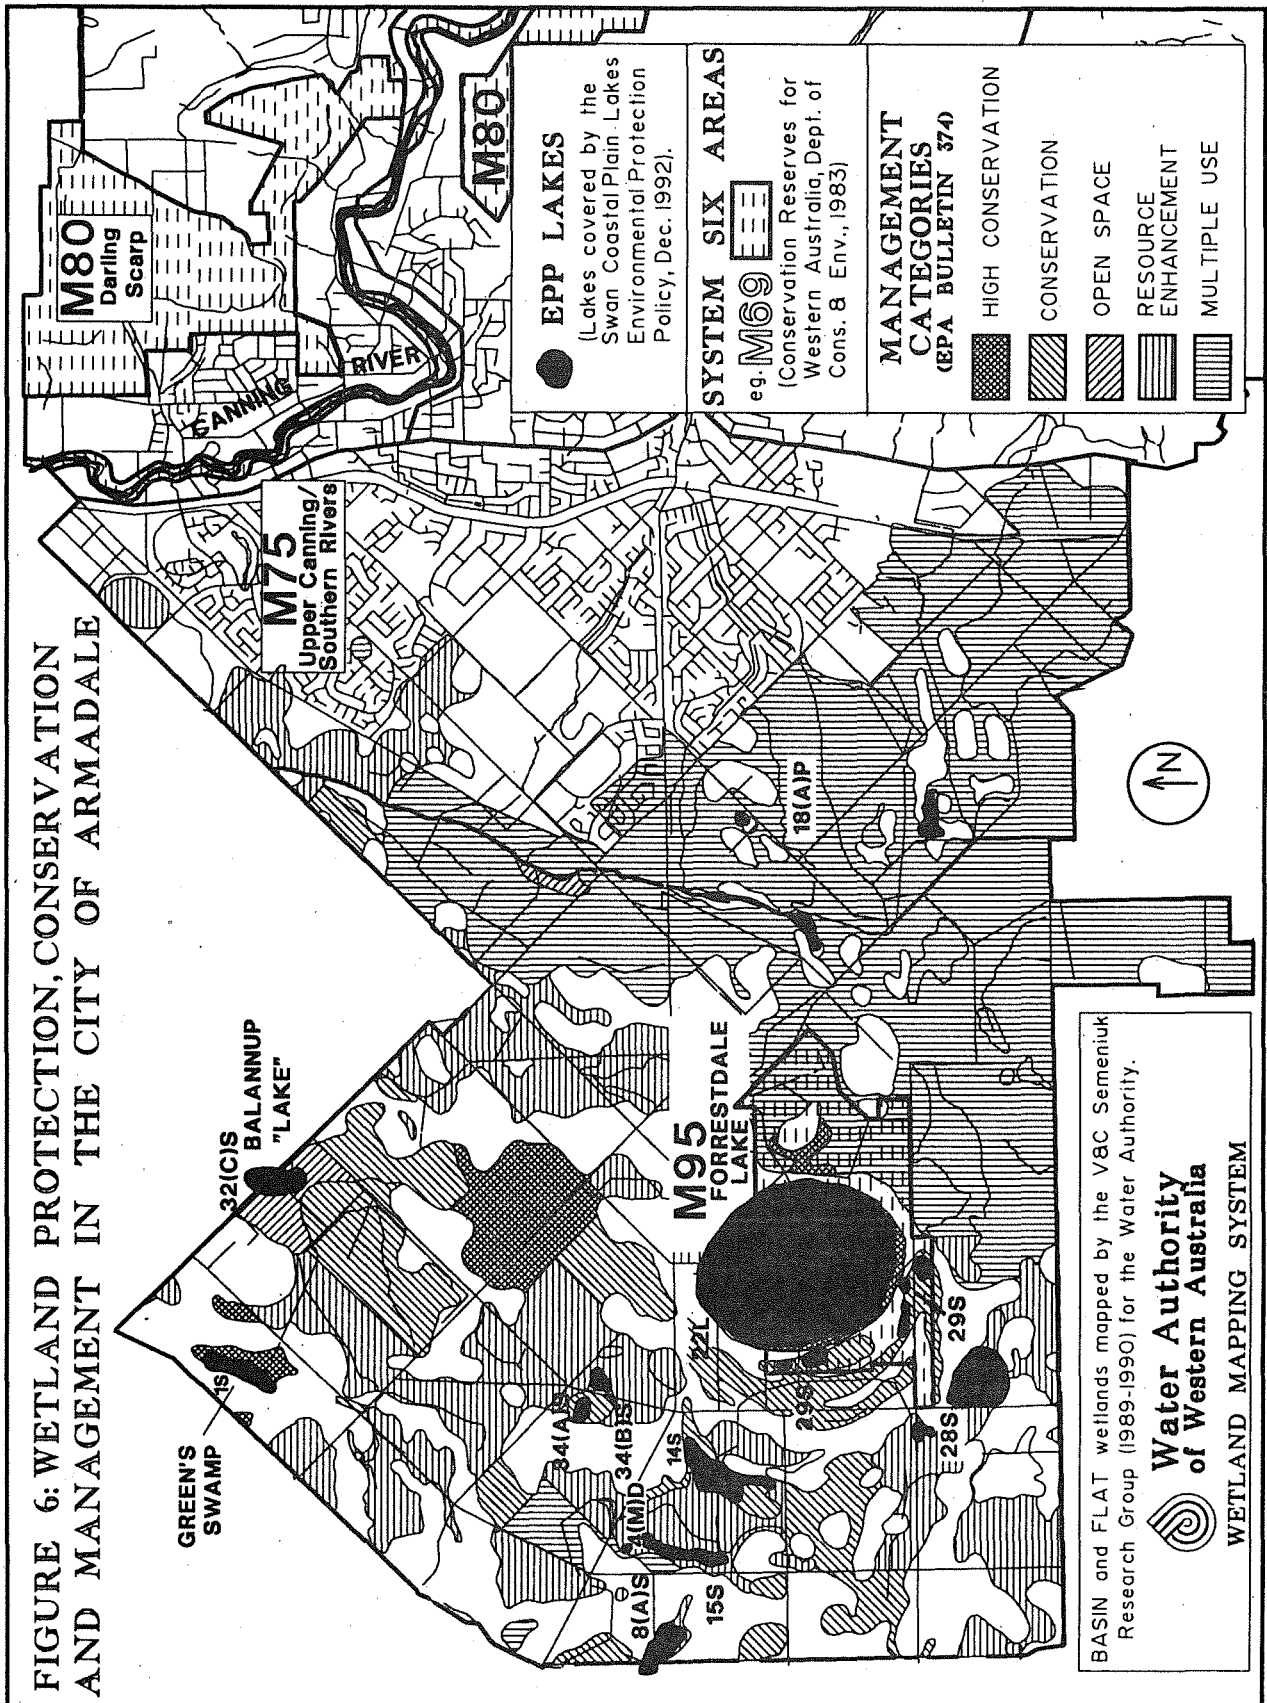 FIGURE 6: WETLAND PROTECTION, CONSERVATION
AND MANAGEMENT IN THE CITY OF ARMADALE
GREEN'S
SWAMP
1S
32(C)S
BALANNUP
"LAKE"
M75
Upper Canning/
Southern Rivers
M80
Darling
Scarp
CANNING
RIVER
M80
8(A)S
15S
4(M)D
34(A)S
34(B)S
14S
22L
29S
28S
29S
M95
FORRESTDALE
LAKE
18(A)P
EPP LAKES
(Lakes covered by the
Swan Coastal Plain Lakes
Environmental Protection
Policy, Dec. 1992).
SYSTEM SIX AREAS
eg. M69
(Conservation Reserves for
Western Australia, Dept. of
Cons. & Env., 1983)
MANAGEMENT
CATEGORIES
(EPA BULLETIN 374)
HIGH CONSERVATION
CONSERVATION
OPEN SPACE
RESOURCE
ENHANCEMENT
MULTIPLE USE
N
BASIN and FLAT wetlands mapped by the V&C Semeniuk
Research Group (1989-1990) for the Water Authority.
Water Authority
of Western Australia
WETLAND MAPPING SYSTEM